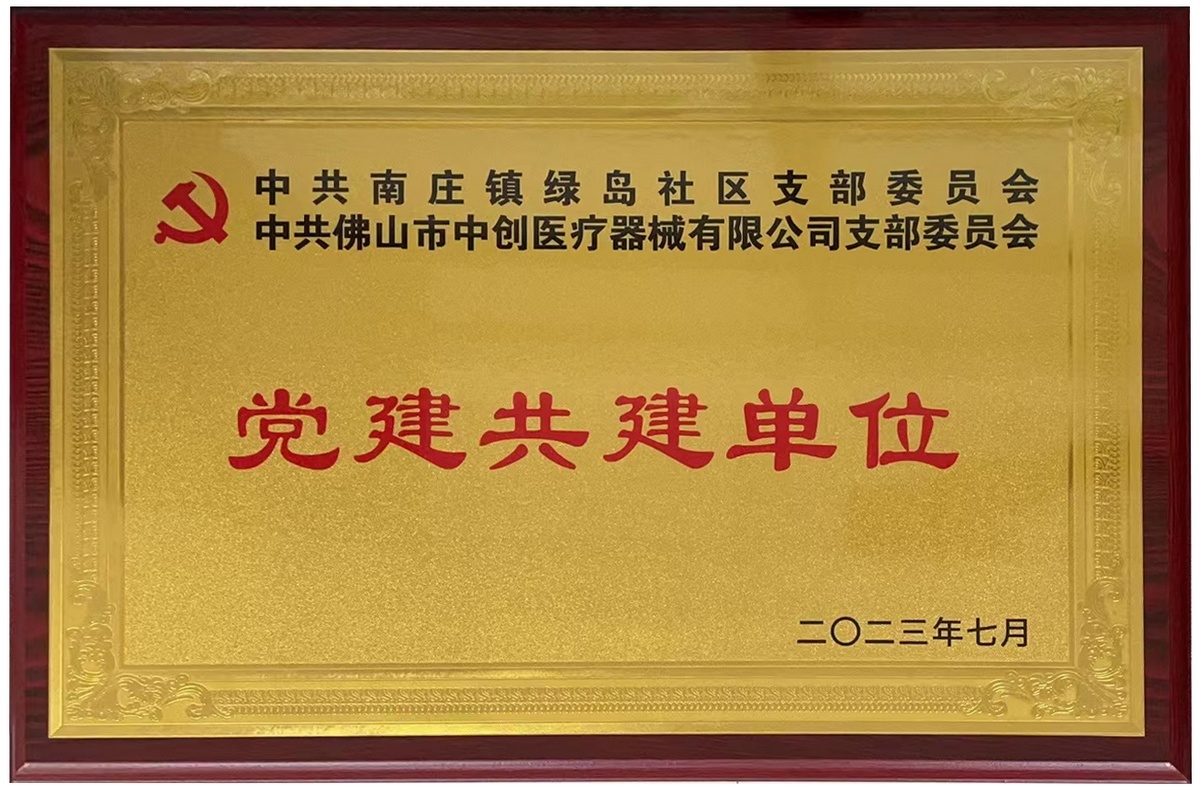 中共南庄镇绿岛社区支部委员会
中共佛山市中创医疗器械有限公司支部委员会
党建共建单位
二〇二三年七月